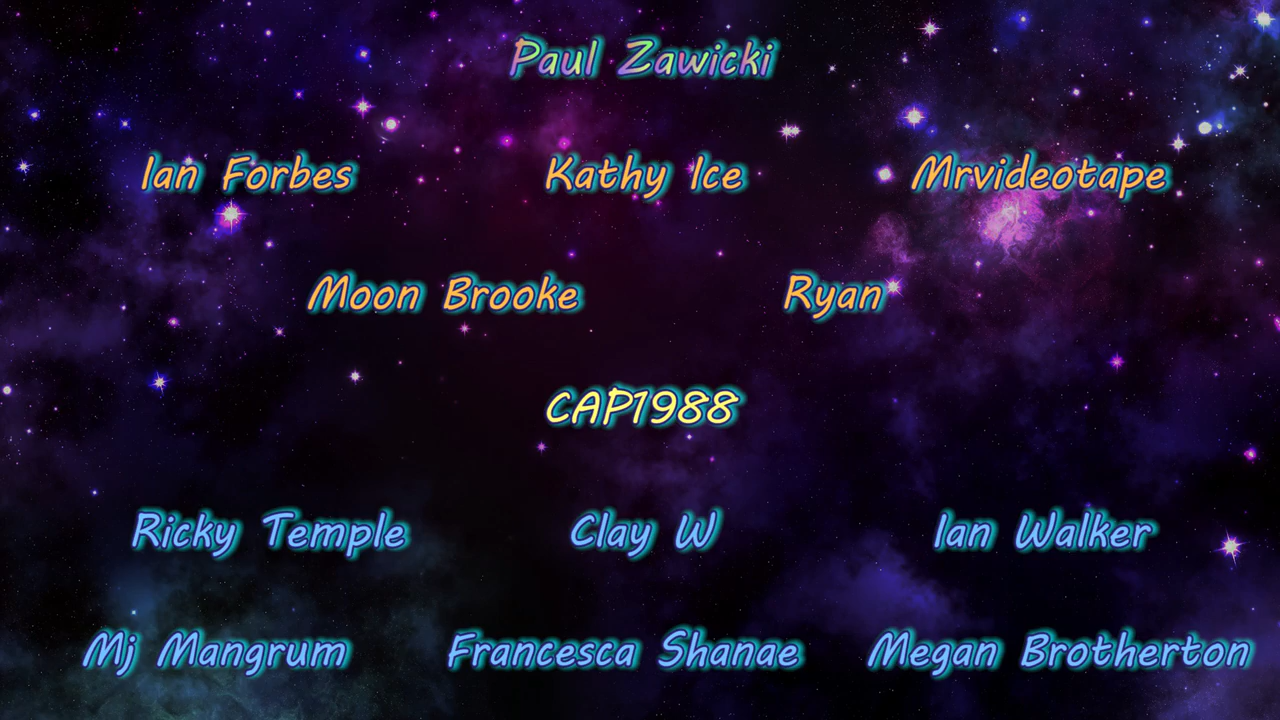 Paul Zawicki
Ian Forbes Kathy Ice Mrvideotape
Moon Brooke Ryan
CAP1988
Ricky Temple Clay W Ian Walker
Mj Mangrum Francesca Shanae Megan Brotherton